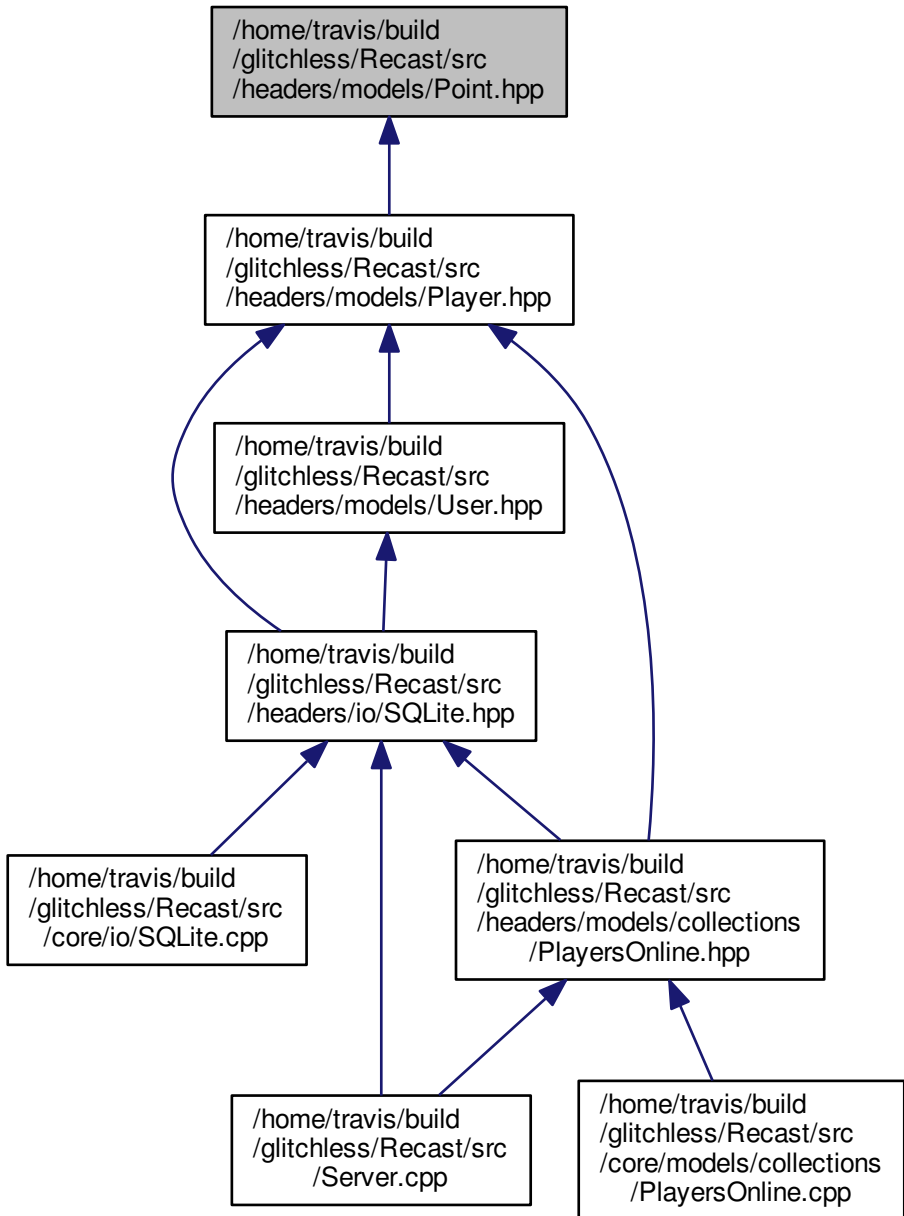 /home/travis/build
/glitchless/Recast/src
/headers/models/Point.hpp
/home/travis/build
/glitchless/Recast/src
/headers/models/Player.hpp
/home/travis/build
/glitchless/Recast/src
/headers/models/User.hpp
/home/travis/build
/glitchless/Recast/src
/headers/io/SQLite.hpp
/home/travis/build
/glitchless/Recast/src
/core/io/SQLite.cpp
/home/travis/build
/glitchless/Recast/src
/headers/models/collections
/PlayersOnline.hpp
/home/travis/build
/glitchless/Recast/src
/Server.cpp
/home/travis/build
/glitchless/Recast/src
/core/models/collections
/PlayersOnline.cpp